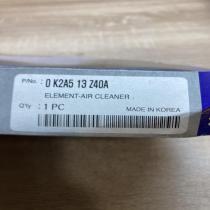 P/No. : 0 K2A5 13 Z40A
ELEMENT-AIR CLEANER .
Q'ty : 1 PC
MADE IN KOREA